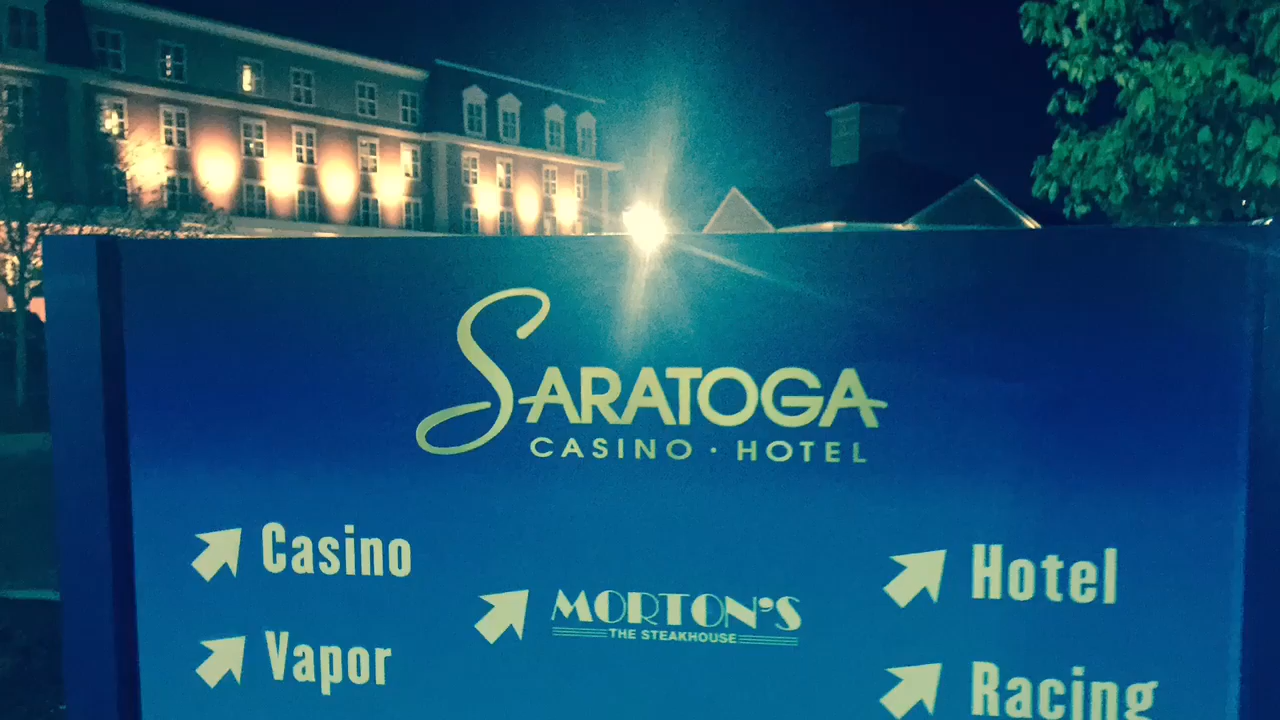 SARATOGA
CASINO · HOTEL
Casino
Vapor
MORTON'S
THE STEAKHOUSE
Hotel
Racing